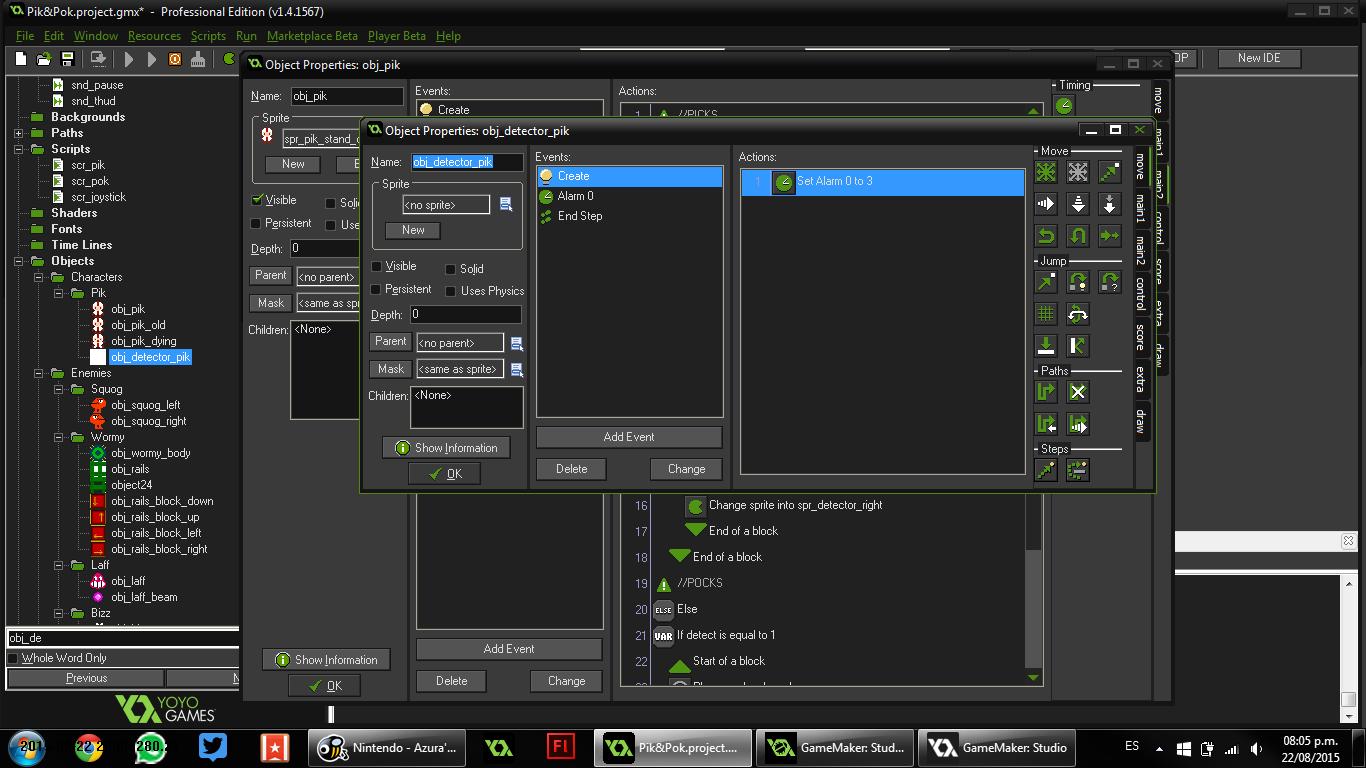 Pik&Pok.project.gmx* - Professional Edition (v1.4.1567)
File Edit Window Resources Scripts Run Marketplace Beta Player Beta Help
New IDE
snd_pause
snd_thud
Backgrounds
Paths
Scripts
scr_pik
scr_pok
scr_joystick
Shaders
Fonts
Time Lines
Objects
Characters
Pik
obj_pik
obj_pik_old
obj_pik_dying
obj_detector_pik
Enemies
Squog
obj_squog_left
obj_squog_right
Wormy
obj_wormy_body
obj_rails
object24
obj_rails_block_down
obj_rails_block_up
obj_rails_block_left
obj_rails_block_right
Laff
obj_laff
obj_laff_beam
Bizz
obj_de
Whole Word Only
Previous
YOYO
GAMES
Object Properties: obj_pik
Name: obj_pik
Sprite
New
Visible
Persistent
Depth: 0
Parent <no parent>
Mask
Children: <None>
Show Information
OK
Events:
Create
Add Event
Delete Change
Actions:
1 //PICKS
16 Change sprite into spr_detector_right
17 End of a block
18 End of a block
19 //POCKS
20 ELSE Else
21 VAR If detect is equal to 1
22 Start of a block
Timing
move
main1
main2
control
score
extra
draw
Object Properties: obj_detector_pik
Name: obj_detector_pik
Sprite
<no sprite>
New
Visible Solid
Persistent Uses Physics
Depth: 0
Parent <no parent>
Mask <same as sprite>
Children: <None>
Show Information
OK
Events:
Create
Alarm 0
End Step
Add Event
Delete Change
Actions:
1 Set Alarm 0 to 3
Move
Jump
Paths
Steps
move
main1
main2
control
score
extra
draw
Nintendo - Azura'...
Fl
Pik&Pok.project....
GameMaker: Stud...
GameMaker: Studio
ES
08:05 p.m.
22/08/2015